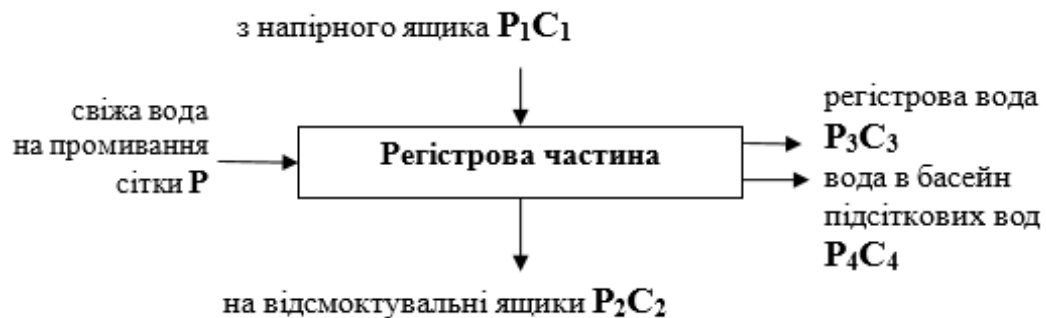 з напірного ящика P₁C₁
свіжа вода
на промивання
сітки P
Регістрова частина
регістрова вода
P₃C₃
вода в басейн
підсіткових вод
P₄C₄
на відсмоктувальні ящики P₂C₂